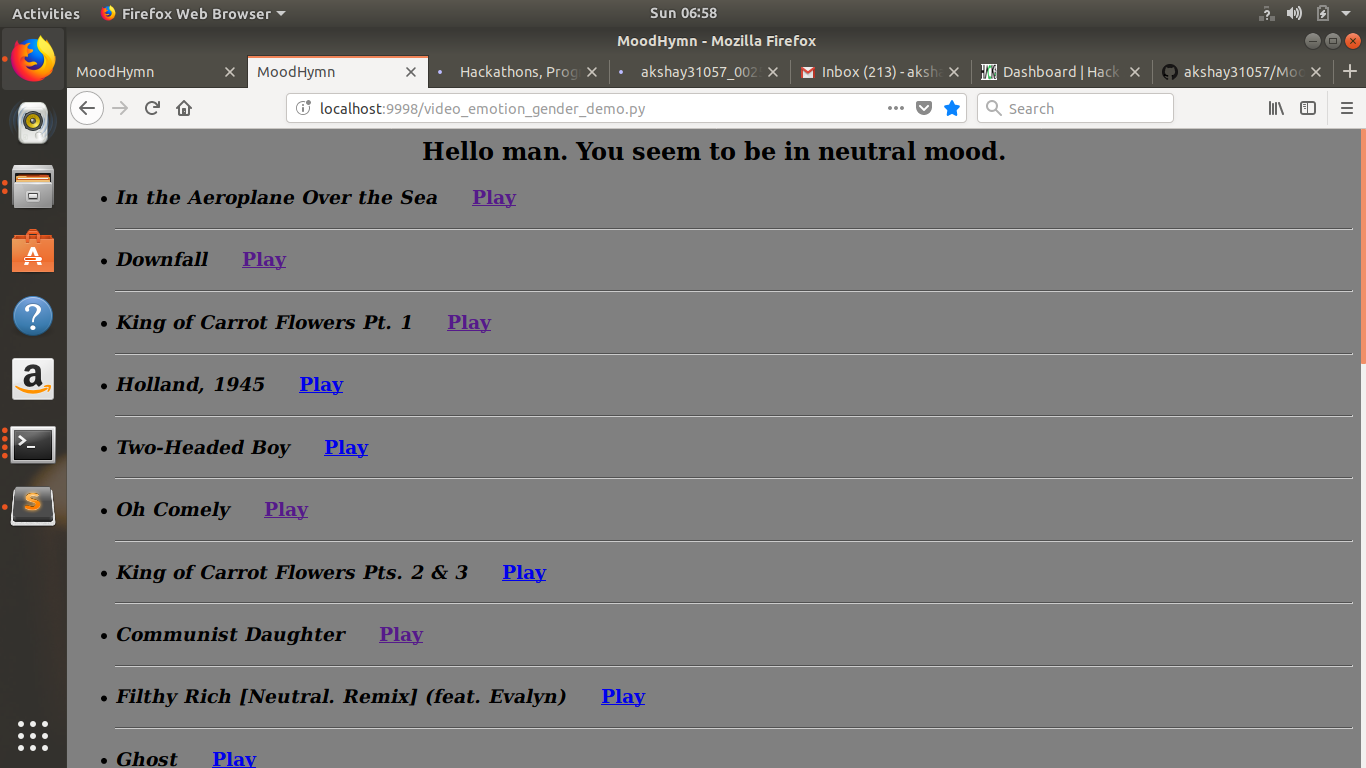 Activities Firefox Web Browser Sun 06:58
MoodHymn - Mozilla Firefox
MoodHymn MoodHymn Hackathons, Prog akshay31057_002 Inbox (213) - aksh Dashboard | Hack akshay31057/Moo
localhost:9998/video_emotion_gender_demo.py Search
Hello man. You seem to be in neutral mood.
In the Aeroplane Over the Sea Play
Downfall Play
King of Carrot Flowers Pt. 1 Play
Holland, 1945 Play
Two-Headed Boy Play
Oh Comely Play
King of Carrot Flowers Pts. 2 & 3 Play
Communist Daughter Play
Filthy Rich [Neutral. Remix] (feat. Evalyn) Play
Ghost Play